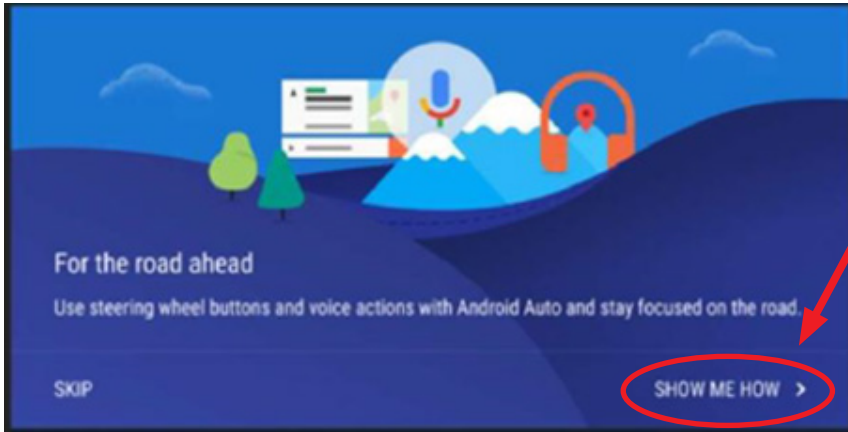 For the road ahead
Use steering wheel buttons and voice actions with Android Auto and stay focused on the road.
SKIP
SHOW ME HOW >